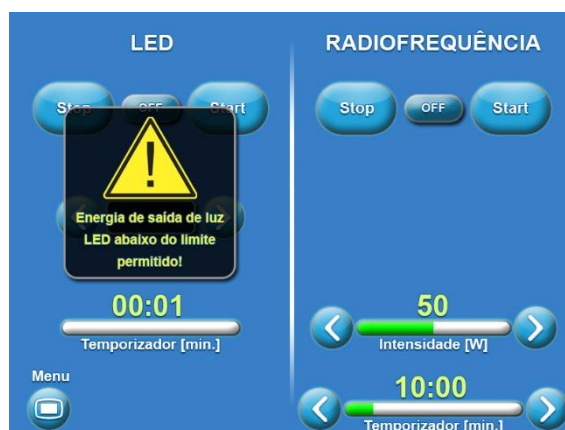 LED
Stop OFF Start
Energia de saída de luz
LED abaixo do limite
permitido!
00:01
Temporizador [min.]
Menu
RADIOFREQUÊNCIA
Stop OFF Start
50
Intensidade [W]
10:00
Temporizador [min.]